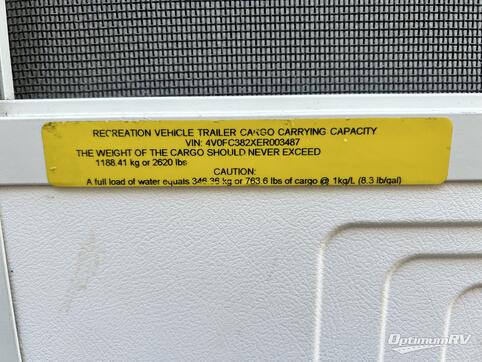 RECREATION VEHICLE TRAILER CARGO CARRYING CAPACITY
VIN: 4V0FC382XER003487
THE WEIGHT OF THE CARGO SHOULD NEVER EXCEED
1188.41 kg or 2620 lbs
CAUTION:
A full load of water equals 346.36 kg or 763.6 lbs of cargo @ 1kg/L (8.3 lb/gal)
OptimumRV